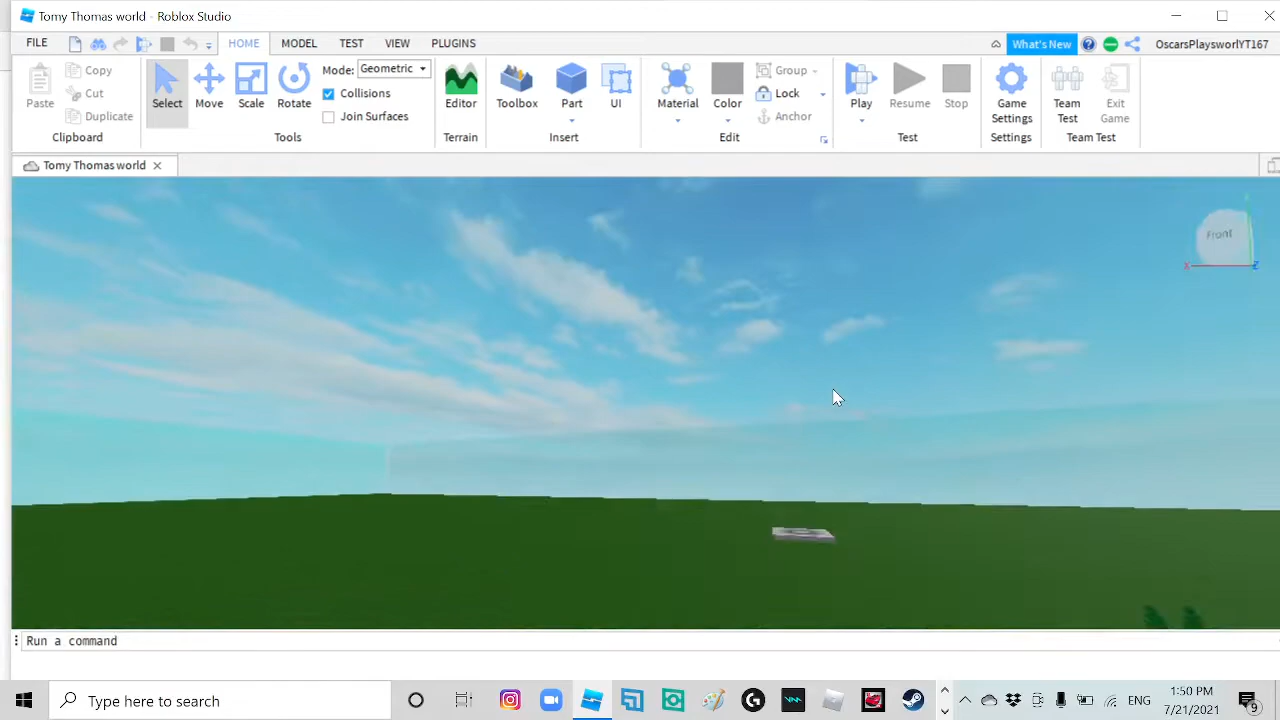 Tomy Thomas world - Roblox Studio
FILE HOME MODEL TEST VIEW PLUGINS What's New OscarsPlaysworlYT167
Paste Copy Cut Duplicate Clipboard
Select Move Scale Rotate Mode: Geometric Collisions Join Surfaces Tools
Editor Terrain
Toolbox Part UI Insert
Material Color Group Lock Anchor Edit
Play Resume Stop Test
Game Settings Settings
Team Test Exit Game Team Test
Tomy Thomas world
Front
X Z
Run a command
Type here to search
ENG
1:50 PM
7/21/2021
9